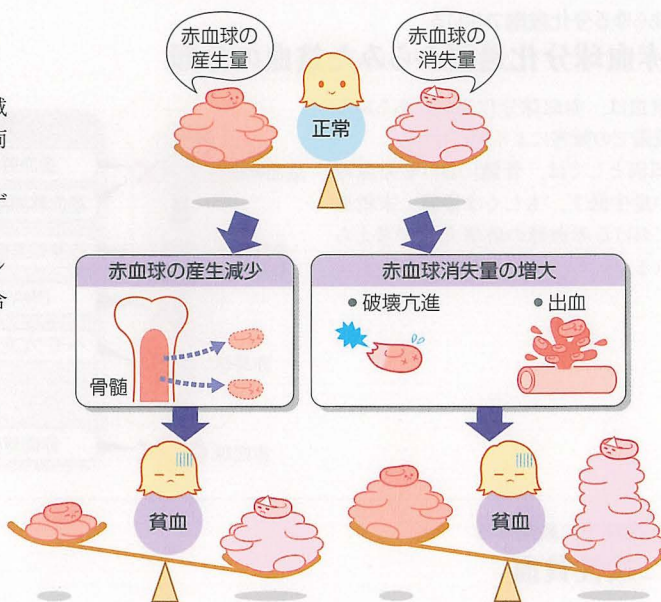 赤血球の
産生量
赤血球の
消失量
正常
赤血球の産生減少
骨髄
赤血球消失量の増大
●破壊亢進
●出血
貧血
貧血